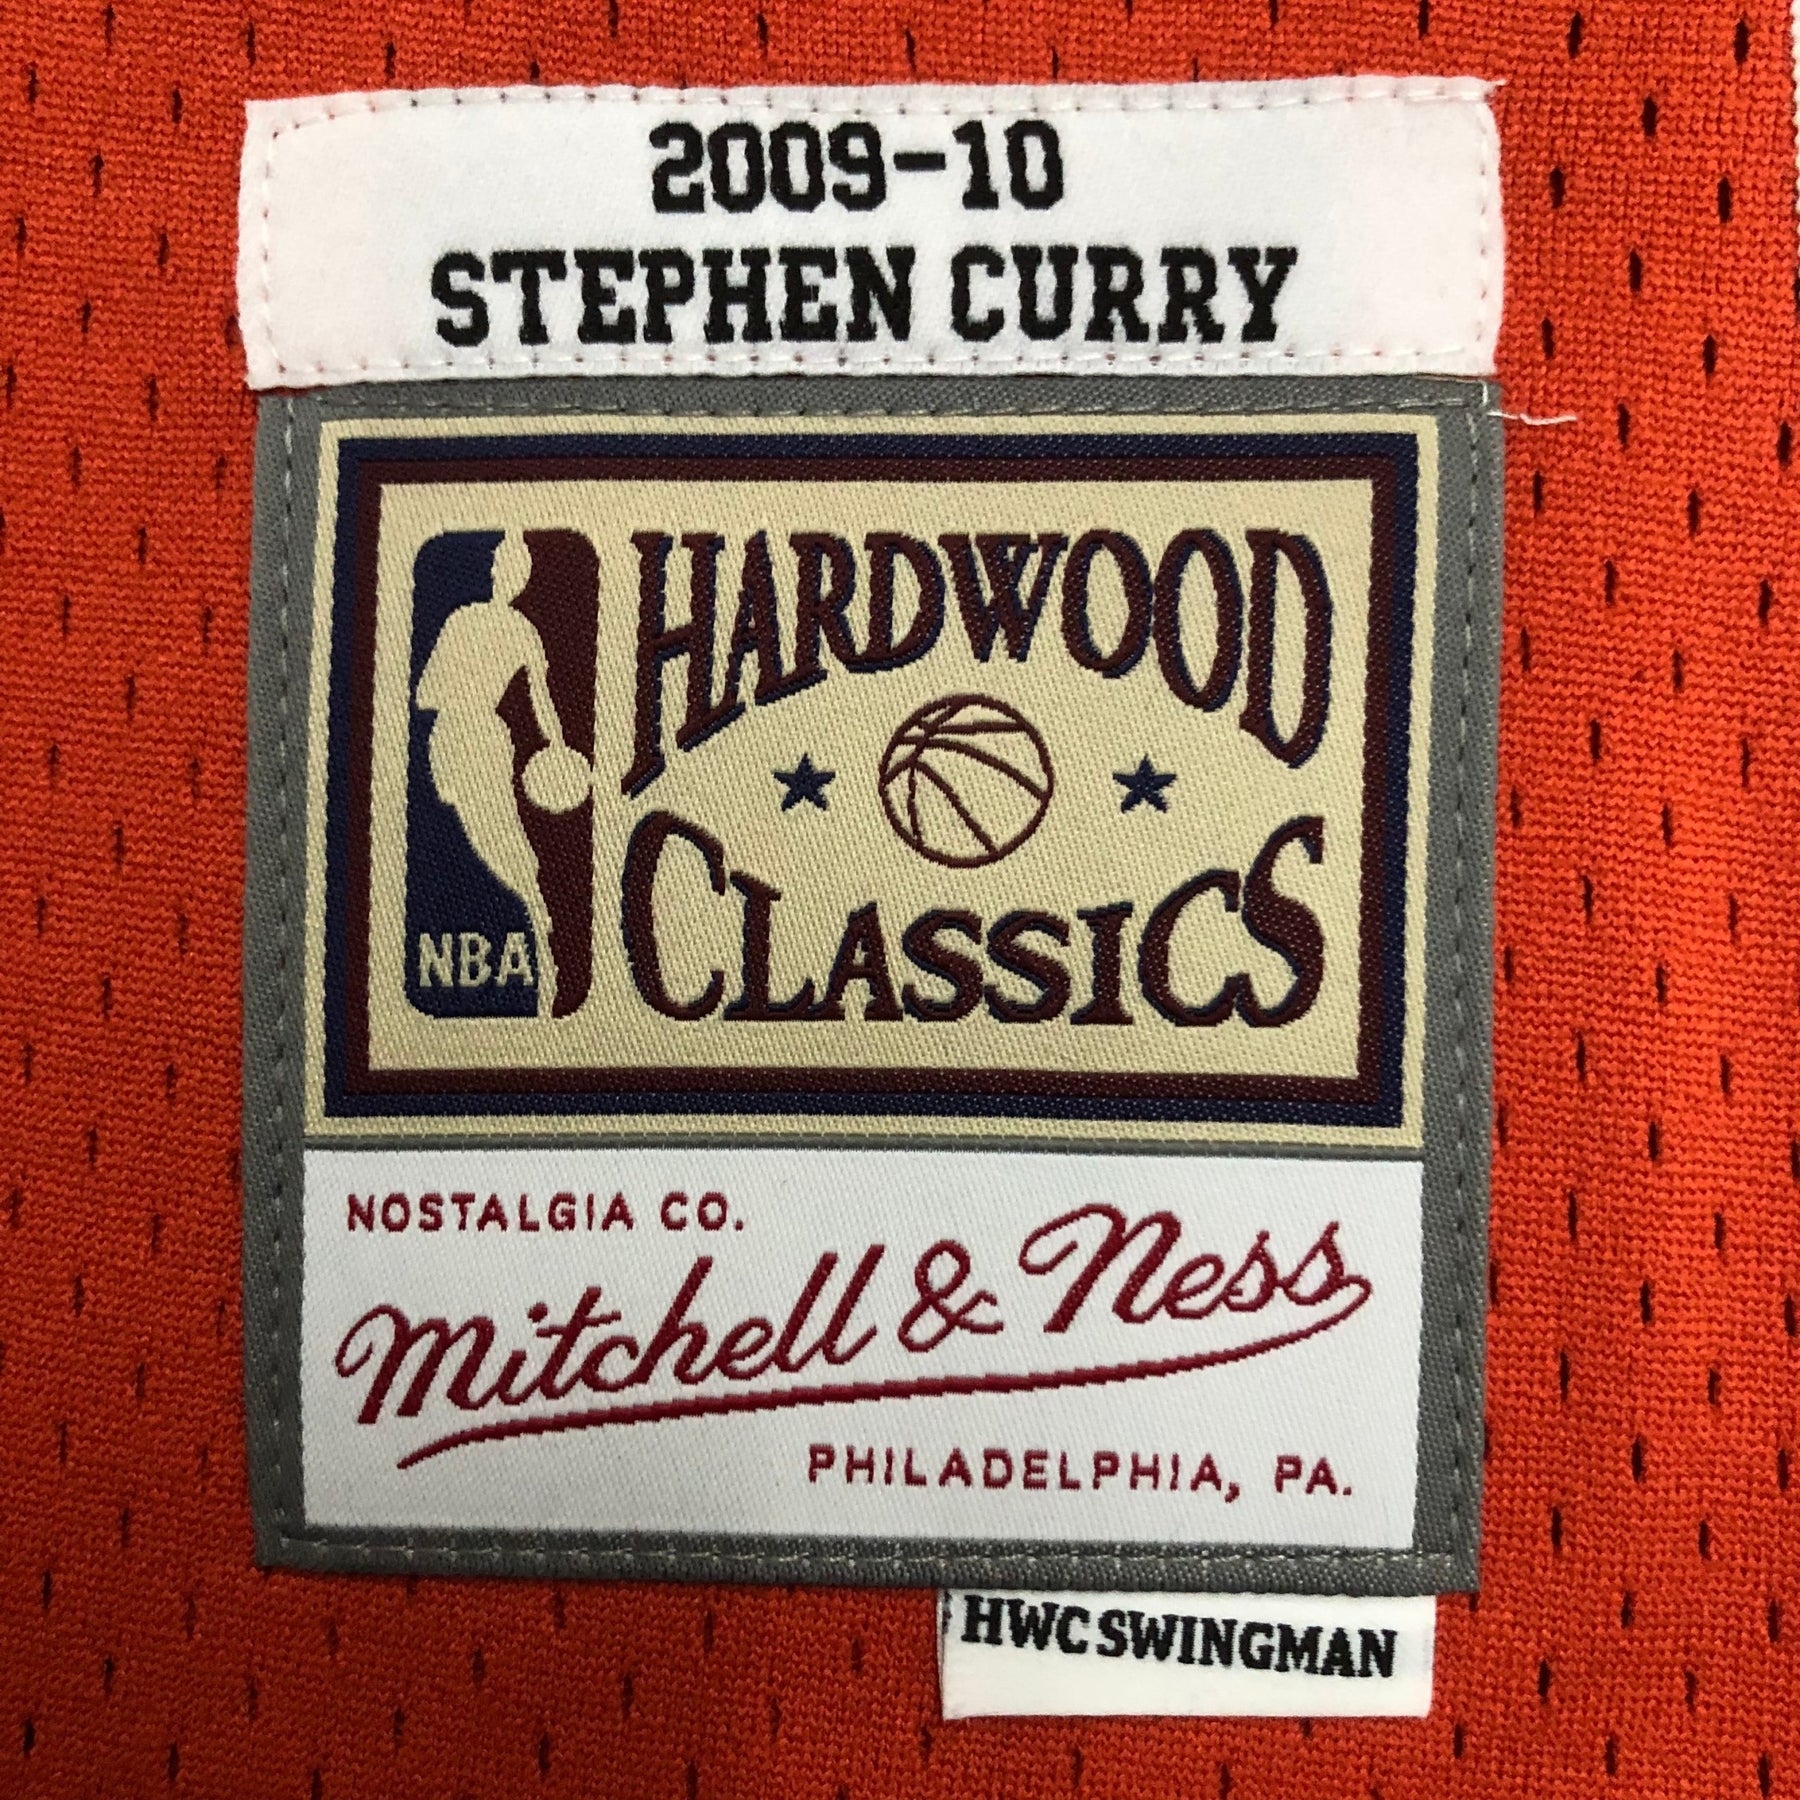 2009-10
STEPHEN CURRY
HARDWOOD
CLASSICS
NBA
NOSTALGIA CO.
Mitchell & Ness
PHILADELPHIA, PA.
HWC SWINGMAN